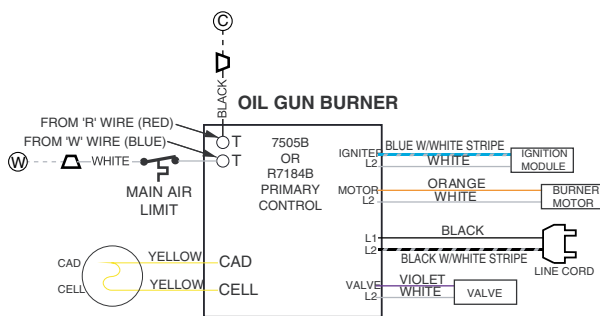 C
BLACK
OIL GUN BURNER
FROM 'R' WIRE (RED)
T
FROM 'W' WIRE (BLUE)
T
W
WHITE
MAIN AIR
LIMIT
7505B
OR
R7184B
PRIMARY
CONTROL
IGNITER
BLUE W/WHITE STRIPE
L2
WHITE
IGNITION
MODULE
MOTOR
ORANGE
L2
WHITE
BURNER
MOTOR
L1
BLACK
L2
BLACK W/WHITE STRIPE
LINE CORD
CAD
YELLOW
CAD
CELL
YELLOW
CELL
VALVE
VIOLET
L2
WHITE
VALVE